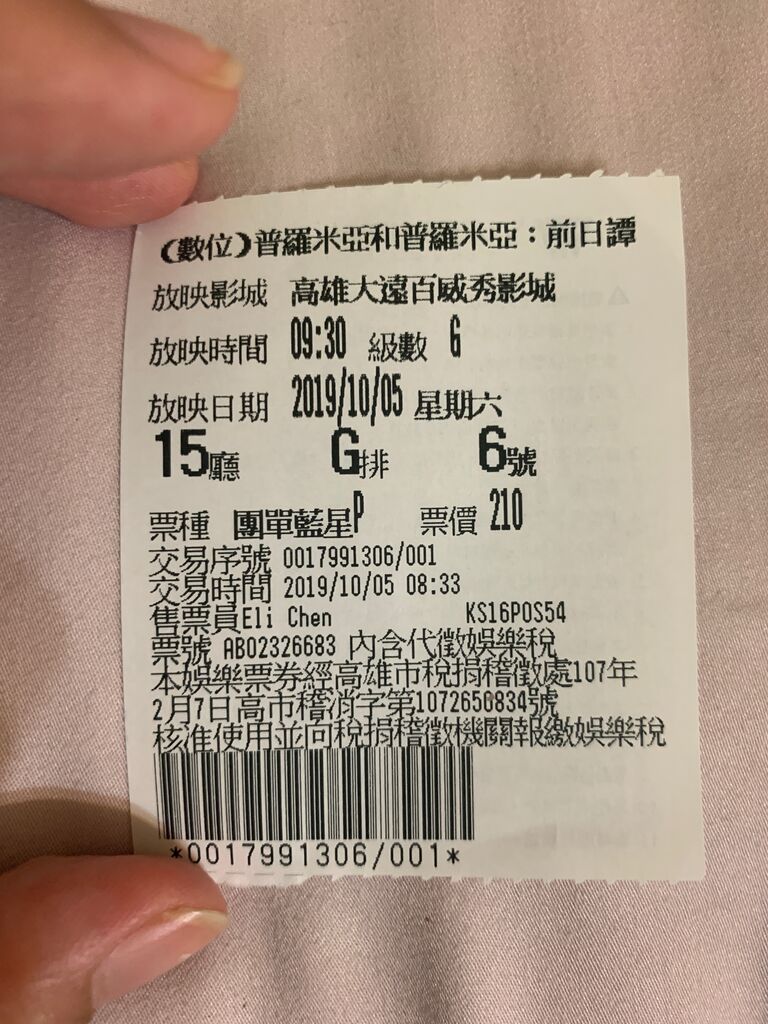 (數位)普羅米亞和普羅米亞：前日譚
放映影城 高雄大遠百威秀影城
放映時間 09:30 級數 G
放映日期 2019/10/05 星期六
15廳 G排 6號
票種 團單藍星P 票價 210
交易序號 0017991306/001
交易時間 2019/10/05 08:33
售票員Eli Chen KS16POS54
票號 AB02326683 內含代徵娛樂稅
本娛樂票券經高雄市稅捐稽徵處107年
2月7日高市稽消字第1072650834號
核准使用並向稅捐稽徵機關報繳娛樂稅
*0017991306/001*